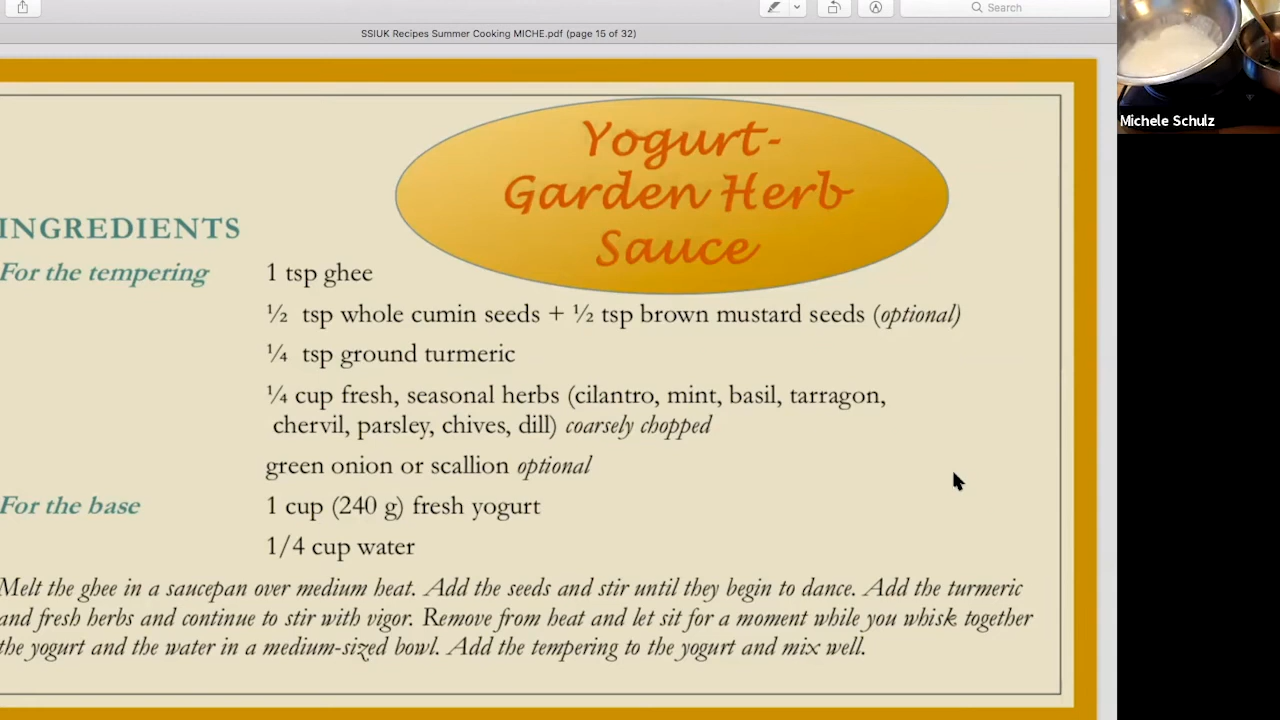 Search
SSIUK Recipes Summer Cooking MICHE.pdf (page 15 of 32)
Michele Schulz
Yogurt-
Garden Herb
Sauce
INGREDIENTS
For the tempering 1 tsp ghee
½ tsp whole cumin seeds + ½ tsp brown mustard seeds (optional)
¼ tsp ground turmeric
¼ cup fresh, seasonal herbs (cilantro, mint, basil, tarragon,
chervil, parsley, chives, dill) coarsely chopped
green onion or scallion optional
For the base 1 cup (240 g) fresh yogurt
1/4 cup water
Melt the ghee in a saucepan over medium heat. Add the seeds and stir until they begin to dance. Add the turmeric
and fresh herbs and continue to stir with vigor. Remove from heat and let sit for a moment while you whisk together
the yogurt and the water in a medium-sized bowl. Add the tempering to the yogurt and mix well.